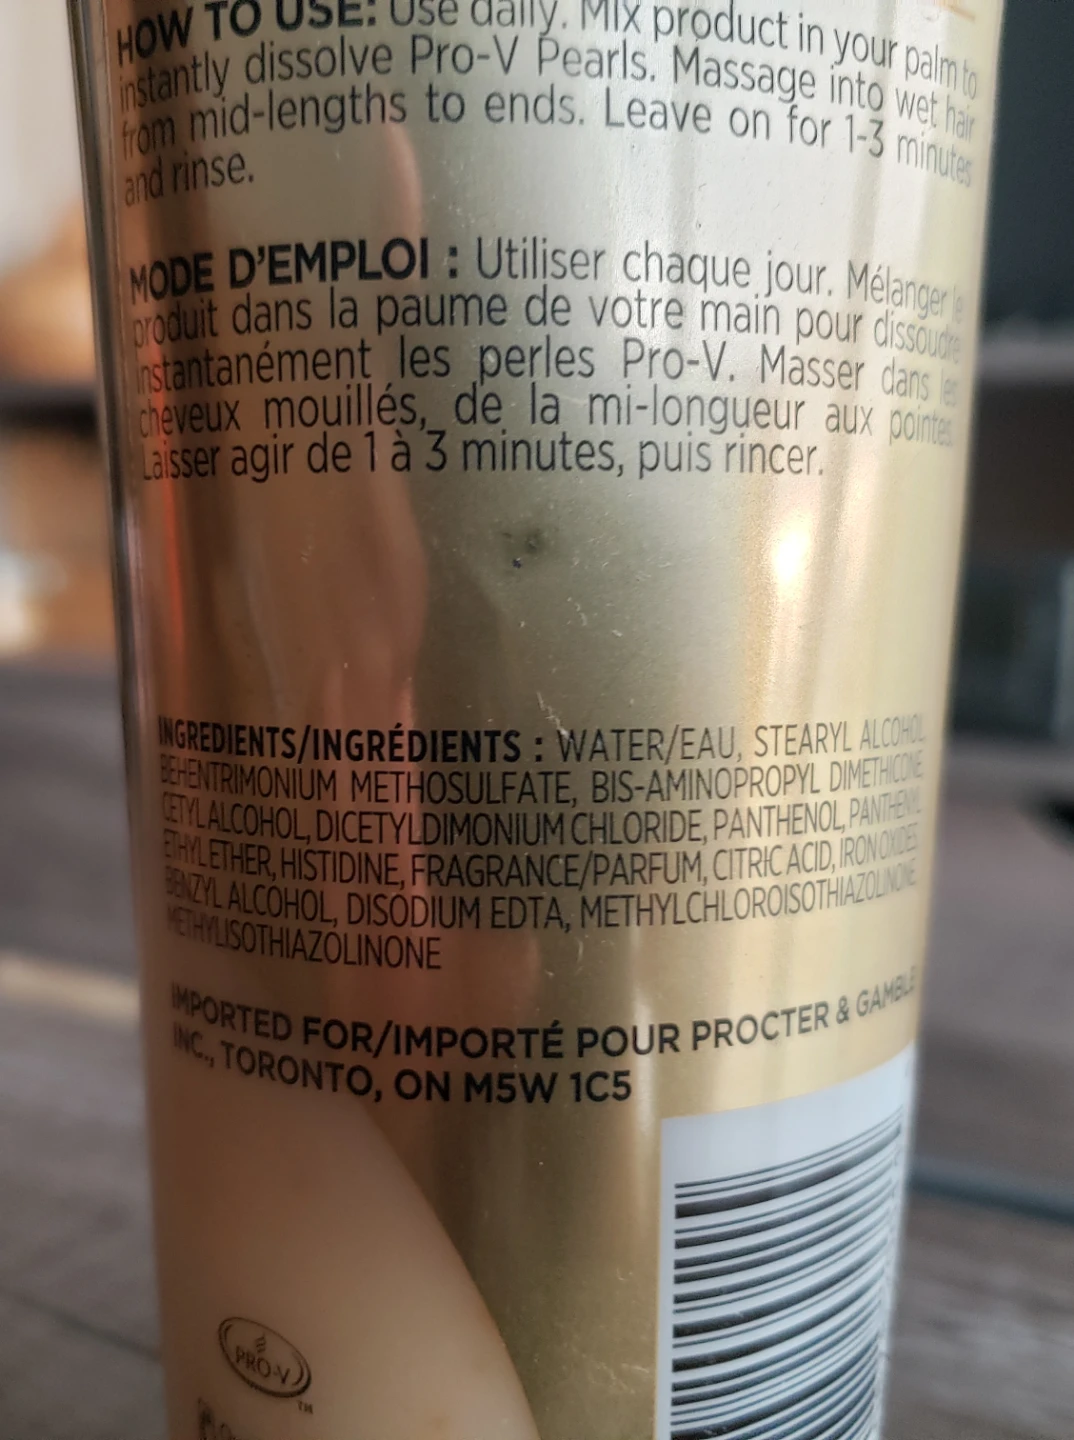 HOW TO USE: Use daily. Mix product in your palm to
instantly dissolve Pro-V Pearls. Massage into wet hair
from mid-lengths to ends. Leave on for 1-3 minutes
and rinse.
MODE D'EMPLOI : Utiliser chaque jour. Mélanger le
produit dans la paume de votre main pour dissoudre
instantanément les perles Pro-V. Masser dans les
cheveux mouillés, de la mi-longueur aux pointes.
Laisser agir de 1 à 3 minutes, puis rincer.
INGREDIENTS/INGRÉDIENTS : WATER/EAU, STEARYL ALCOHOL,
BEHENTRIMONIUM METHOSULFATE, BIS-AMINOPROPYL DIMETHICONE,
CETYL ALCOHOL, DICETYLDIMONIUM CHLORIDE, PANTHENOL, PANTHENYL
ETHYL ETHER, HISTIDINE, FRAGRANCE/PARFUM, CITRIC ACID, IRON OXIDES,
BENZYL ALCOHOL, DISODIUM EDTA, METHYLCHLOROISOTHIAZOLINONE,
METHYLISOTHIAZOLINONE
IMPORTED FOR/IMPORTÉ POUR PROCTER & GAMBLE
INC., TORONTO, ON M5W 1C5
PRO-V
TM